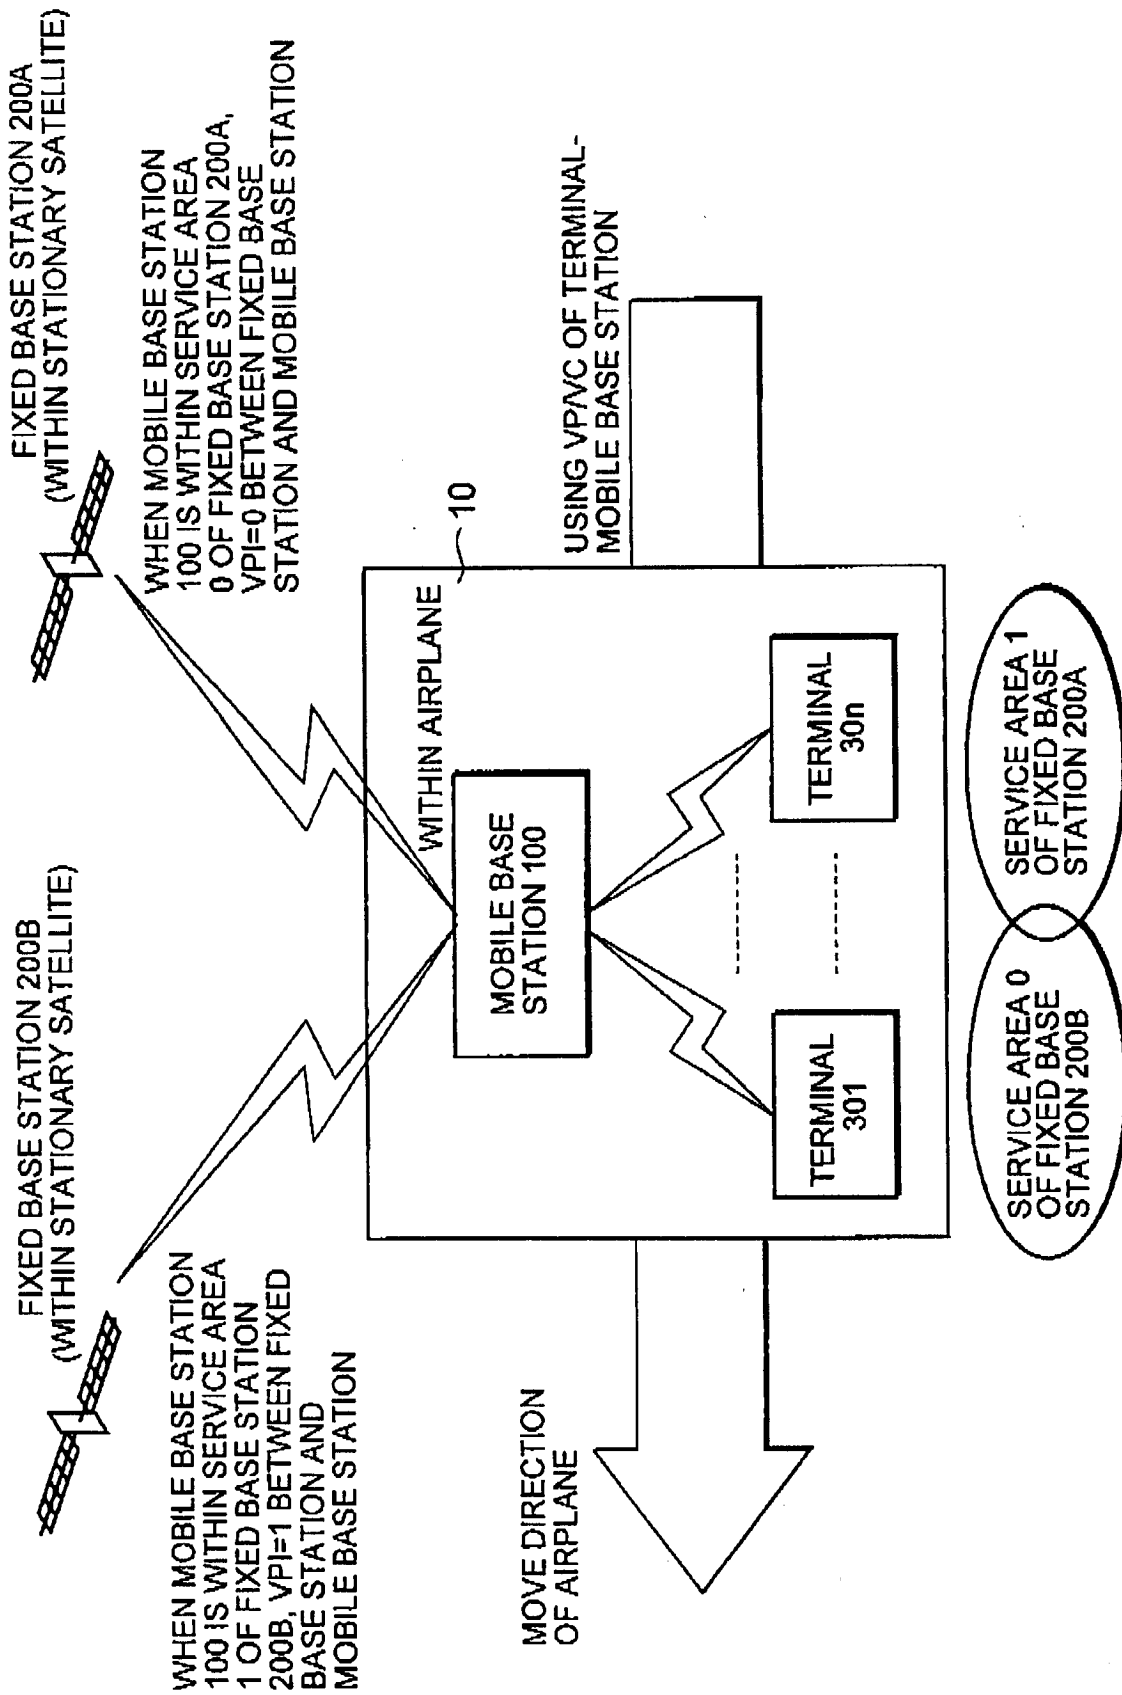 FIXED BASE STATION 200B
(WITHIN STATIONARY SATELLITE)
FIXED BASE STATION 200A
(WITHIN STATIONARY SATELLITE)
WHEN MOBILE BASE STATION
100 IS WITHIN SERVICE AREA
1 OF FIXED BASE STATION
200B, VPI=1 BETWEEN FIXED
BASE STATION AND
MOBILE BASE STATION
WHEN MOBILE BASE STATION
100 IS WITHIN SERVICE AREA
0 OF FIXED BASE STATION 200A,
VPI=0 BETWEEN FIXED BASE
STATION AND MOBILE BASE STATION
10
WITHIN AIRPLANE
MOBILE BASE
STATION 100
MOVE DIRECTION
OF AIRPLANE
USING VP/VC OF TERMINAL-
MOBILE BASE STATION
TERMINAL
301
TERMINAL
30n
SERVICE AREA 0
OF FIXED BASE
STATION 200B
SERVICE AREA 1
OF FIXED BASE
STATION 200A